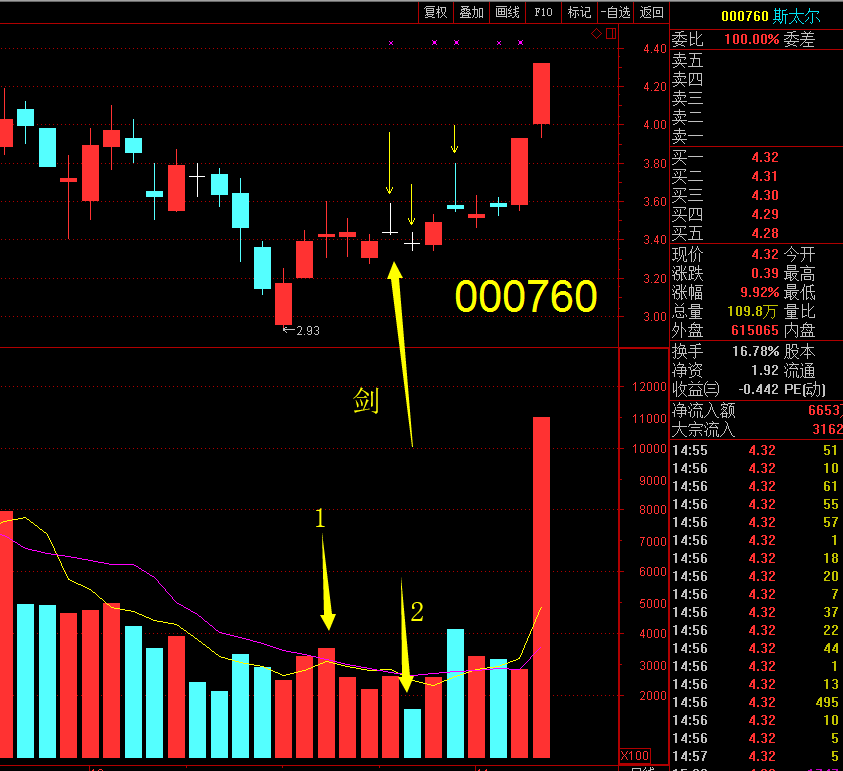 复权 叠加 画线 F10 标记 -自选 返回
000760 斯太尔
委比 100.00% 委差
卖五
卖四
卖三
卖二
卖一
买一 4.32
买二 4.31
买三 4.30
买四 4.29
买五 4.28
现价 4.32 今开
涨跌 0.39 最高
涨幅 9.92% 最低
总量 109.8万 量比
外盘 615065 内盘
换手 16.78% 股本
净资 1.92 流通
收益㈢ -0.442 PE(动)
净流入额 6653万
大宗流入 3162
14:55 4.32 51
14:56 4.32 10
14:56 4.32 61
14:56 4.32 55
14:56 4.32 57
14:56 4.32 1
14:56 4.32 18
14:56 4.32 20
14:56 4.32 7
14:56 4.32 37
14:56 4.32 22
14:56 4.32 44
14:56 4.32 1
14:56 4.32 13
14:56 4.32 495
14:56 4.32 10
14:56 4.32 5
14:57 4.32 5
4.40
4.20
4.00
3.80
3.60
3.40
3.20
3.00
000760
2.93
剑
1
2
12000
11000
10000
9000
8000
7000
6000
5000
4000
3000
2000
X100